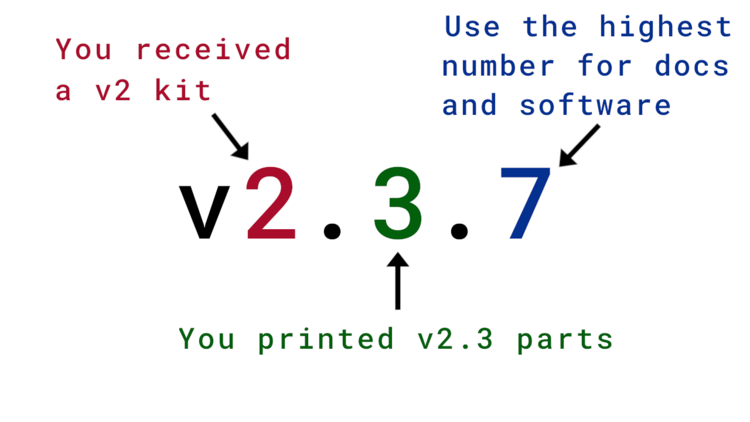 You received
a v2 kit
Use the highest
number for docs
and software
v2.3.7
You printed v2.3 parts